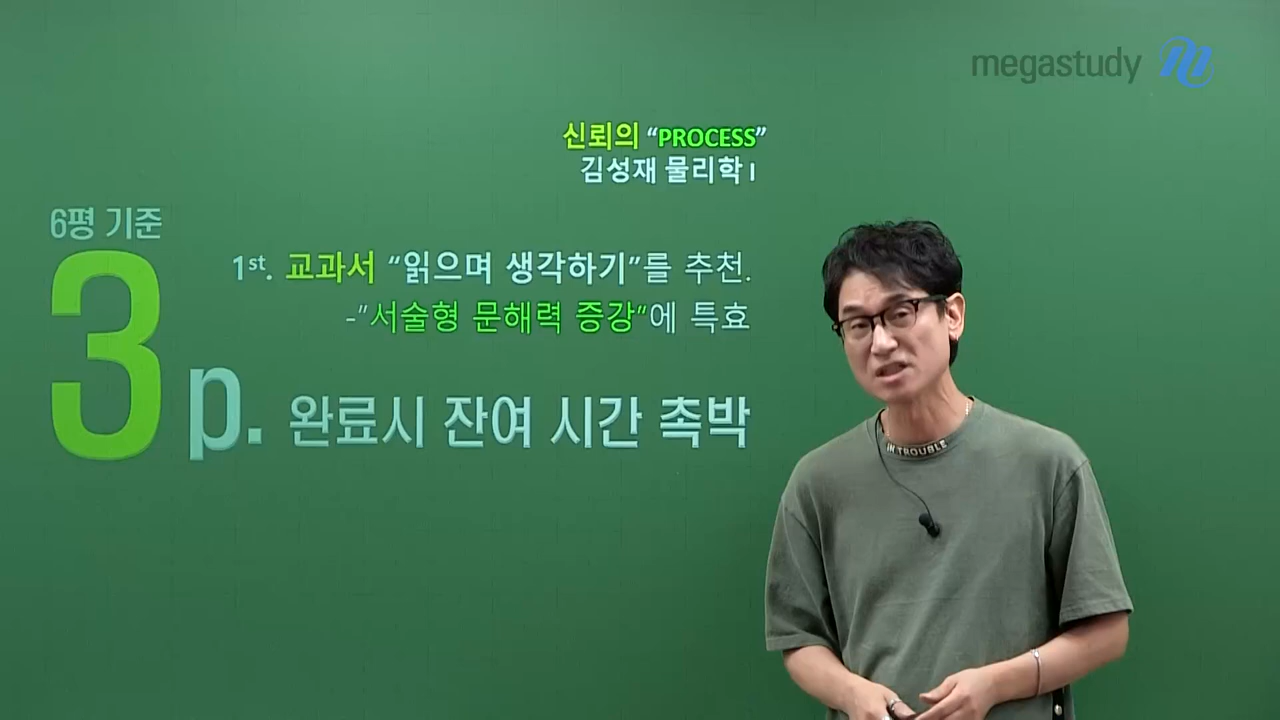 megastudy
신뢰의 “PROCESS”
김성재 물리학 I
6평 기준
3 p. 완료시 잔여 시간 촉박
1st. 교과서 “읽으며 생각하기”를 추천.
-”서술형 문해력 증강”에 특효
IN TROUBLE